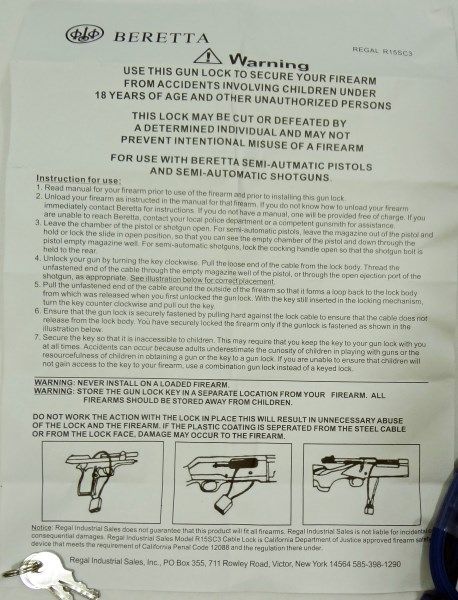 BERETTA
REGAL R15SC3
Warning
USE THIS GUN LOCK TO SECURE YOUR FIREARM
FROM ACCIDENTS INVOLVING CHILDREN UNDER
18 YEARS OF AGE AND OTHER UNAUTHORIZED PERSONS
THIS LOCK MAY BE CUT OR DEFEATED BY
A DETERMINED INDIVIDUAL AND MAY NOT
PREVENT INTENTIONAL MISUSE OF A FIREARM
FOR USE WITH BERETTA SEMI-AUTMATIC PISTOLS
AND SEMI-AUTOMATIC SHOTGUNS.
Instruction for use:
1. Read manual for your firearm prior to use of the firearm and prior to installing this gun lock.
2. Unload your firearm as instructed in the manual for that firearm. If you do not know how to unload your firearm
immediately contact Beretta for instructions. If you do not have a manual, one will be provided free of charge. If you
are unable to reach Beretta, contact your local police department or a competent gunsmith for assistance.
3. Leave the chamber of the pistol or shotgun open. For semi-automatic pistols, leave the magazine out of the pistol and
hold or lock the slide in open position, so that you can see the empty chamber of the pistol and down through the
pistol empty magazine well. For semi-automatic shotguns, lock the cocking handle open so that the shotgun bolt is
held to the rear.
4. Unlock your gun by turning the key clockwise. Pull the loose end of the cable from the lock body. Thread the
unfastened end of the cable through the empty magazine well of the pistol, or through the open ejection port of the
shotgun, as appropriate. See illustration below for correct placement.
5. Pull the unfastened end of the cable around the outside of the firearm so that it forms a loop back to the lock body
from which was released when you first unlocked the gun lock. With the key still inserted in the locking mechanism,
turn the key counter clockwise and pull out the key.
6. Ensure that the gun lock is securely fastened by pulling hard against the lock cable to ensure that the cable does not
release from the lock body. You have securely locked the firearm only if the gunlock is fastened as shown in the
illustration below.
7. Secure the key so that it is inaccessible to children. This may require that you keep the key to your gun lock with you
at all times. Accidents can occur because adults underestimate the curiosity of children in playing with guns or the
resourcefulness of children in obtaining a gun or the key to a gun lock. If you are unable to ensure that children will
not gain access to the key to your firearm, use a combination gun lock instead of a keyed lock.
WARNING: NEVER INSTALL ON A LOADED FIREARM.
WARNING: STORE THE GUN LOCK KEY IN A SEPARATE LOCATION FROM YOUR FIREARM. ALL
FIREARMS SHOULD BE STORED AWAY FROM CHILDREN.
DO NOT WORK THE ACTION WITH THE LOCK IN PLACE THIS WILL RESULT IN UNNECESSARY ABUSE
OF THE LOCK AND THE FIREARM. IF THE PLASTIC COATING IS SEPERATED FROM THE STEEL CABLE
OR FROM THE LOCK FACE, DAMAGE MAY OCCUR TO THE FIREARM.
Notice: Regal Industrial Sales does not guarantee that this product will fit all firearms. Regal Industrial Sales is not liable for incidental or
consequential damages. Regal Industrial Sales Model R15SC3 Cable Lock is California Department of Justice approved firearm safety
device that meets the requirement of California Penal Code 12088 and the regulation there under.
Regal Industrial Sales, Inc., PO Box 355, 711 Rowley Road, Victor, New York 14564 585-398-1290